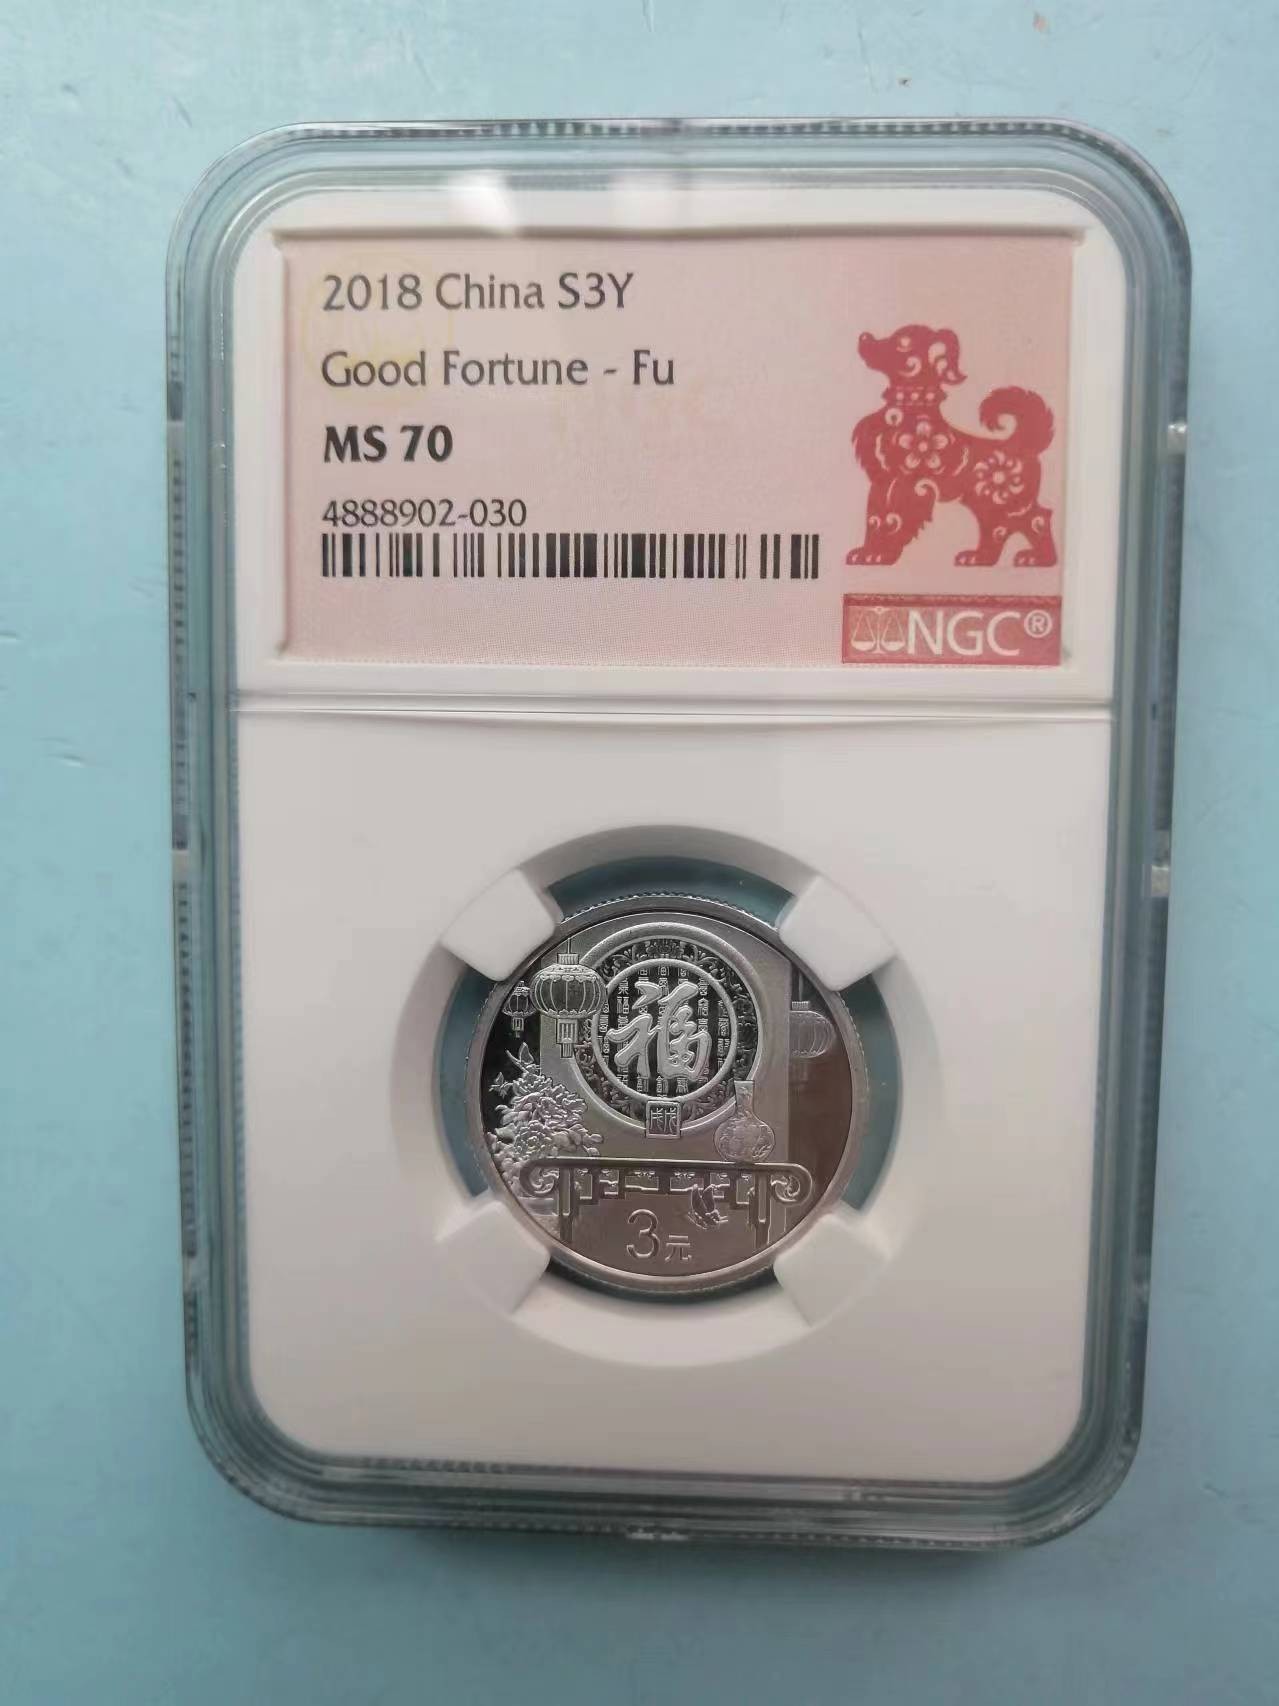 2018 China S3Y
Good Fortune - Fu
MS 70
4888902-030
NGC®
福
3元